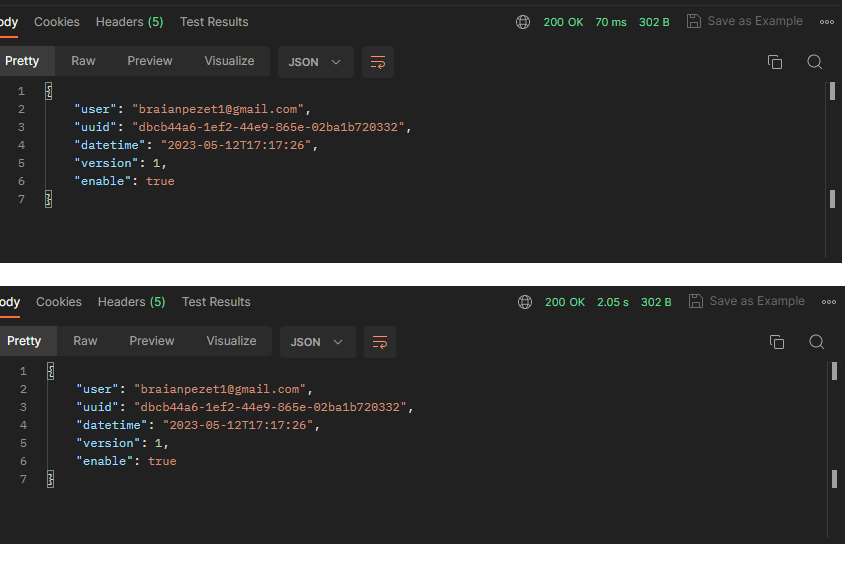 ody Cookies Headers (5) Test Results 200 OK 70 ms 302 B Save as Example
Pretty Raw Preview Visualize JSON
1 {
2 "user": "braianpezet1@gmail.com",
3 "uuid": "dbcb44a6-1ef2-44e9-865e-02ba1b720332",
4 "datetime": "2023-05-12T17:17:26",
5 "version": 1,
6 "enable": true
7 }
ody Cookies Headers (5) Test Results 200 OK 2.05 s 302 B Save as Example
Pretty Raw Preview Visualize JSON
1 {
2 "user": "braianpezet1@gmail.com",
3 "uuid": "dbcb44a6-1ef2-44e9-865e-02ba1b720332",
4 "datetime": "2023-05-12T17:17:26",
5 "version": 1,
6 "enable": true
7 }